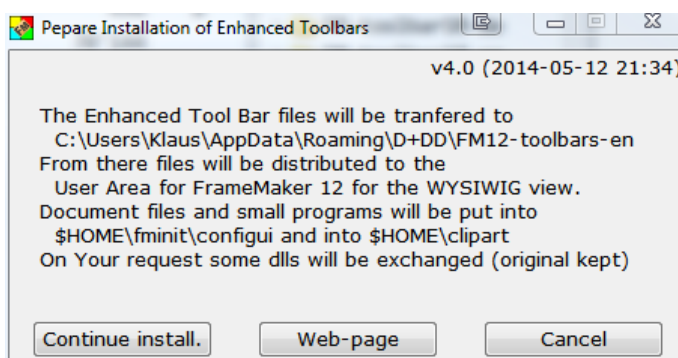 Pepare Installation of Enhanced Toolbars
v4.0 (2014-05-12 21:34)
The Enhanced Tool Bar files will be tranfered to
C:\Users\Klaus\AppData\Roaming\D+DD\FM12-toolbars-en
From there files will be distributed to the
User Area for FrameMaker 12 for the WYSIWIG view.
Document files and small programs will be put into
$HOME\fminit\configui and into $HOME\clipart
On Your request some dlls will be exchanged (original kept)
Continue install. Web-page Cancel